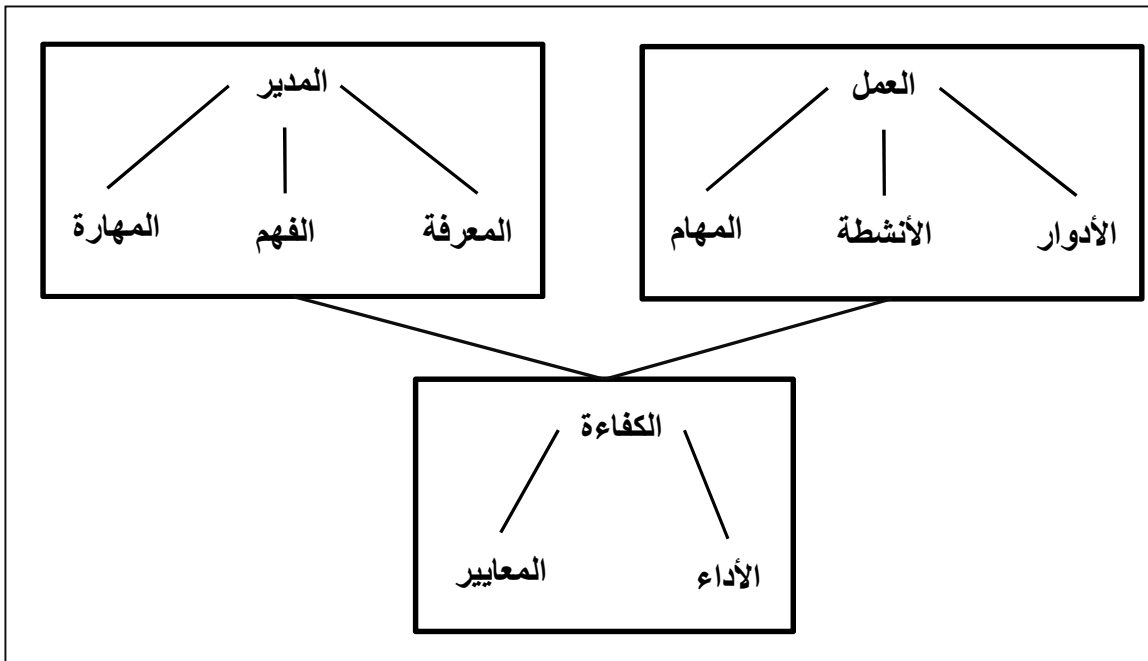 العمل
الأدوار
الأنشطة
المهام
المدير
المعرفة
الفهم
المهارة
الكفاءة
الأداء
المعايير